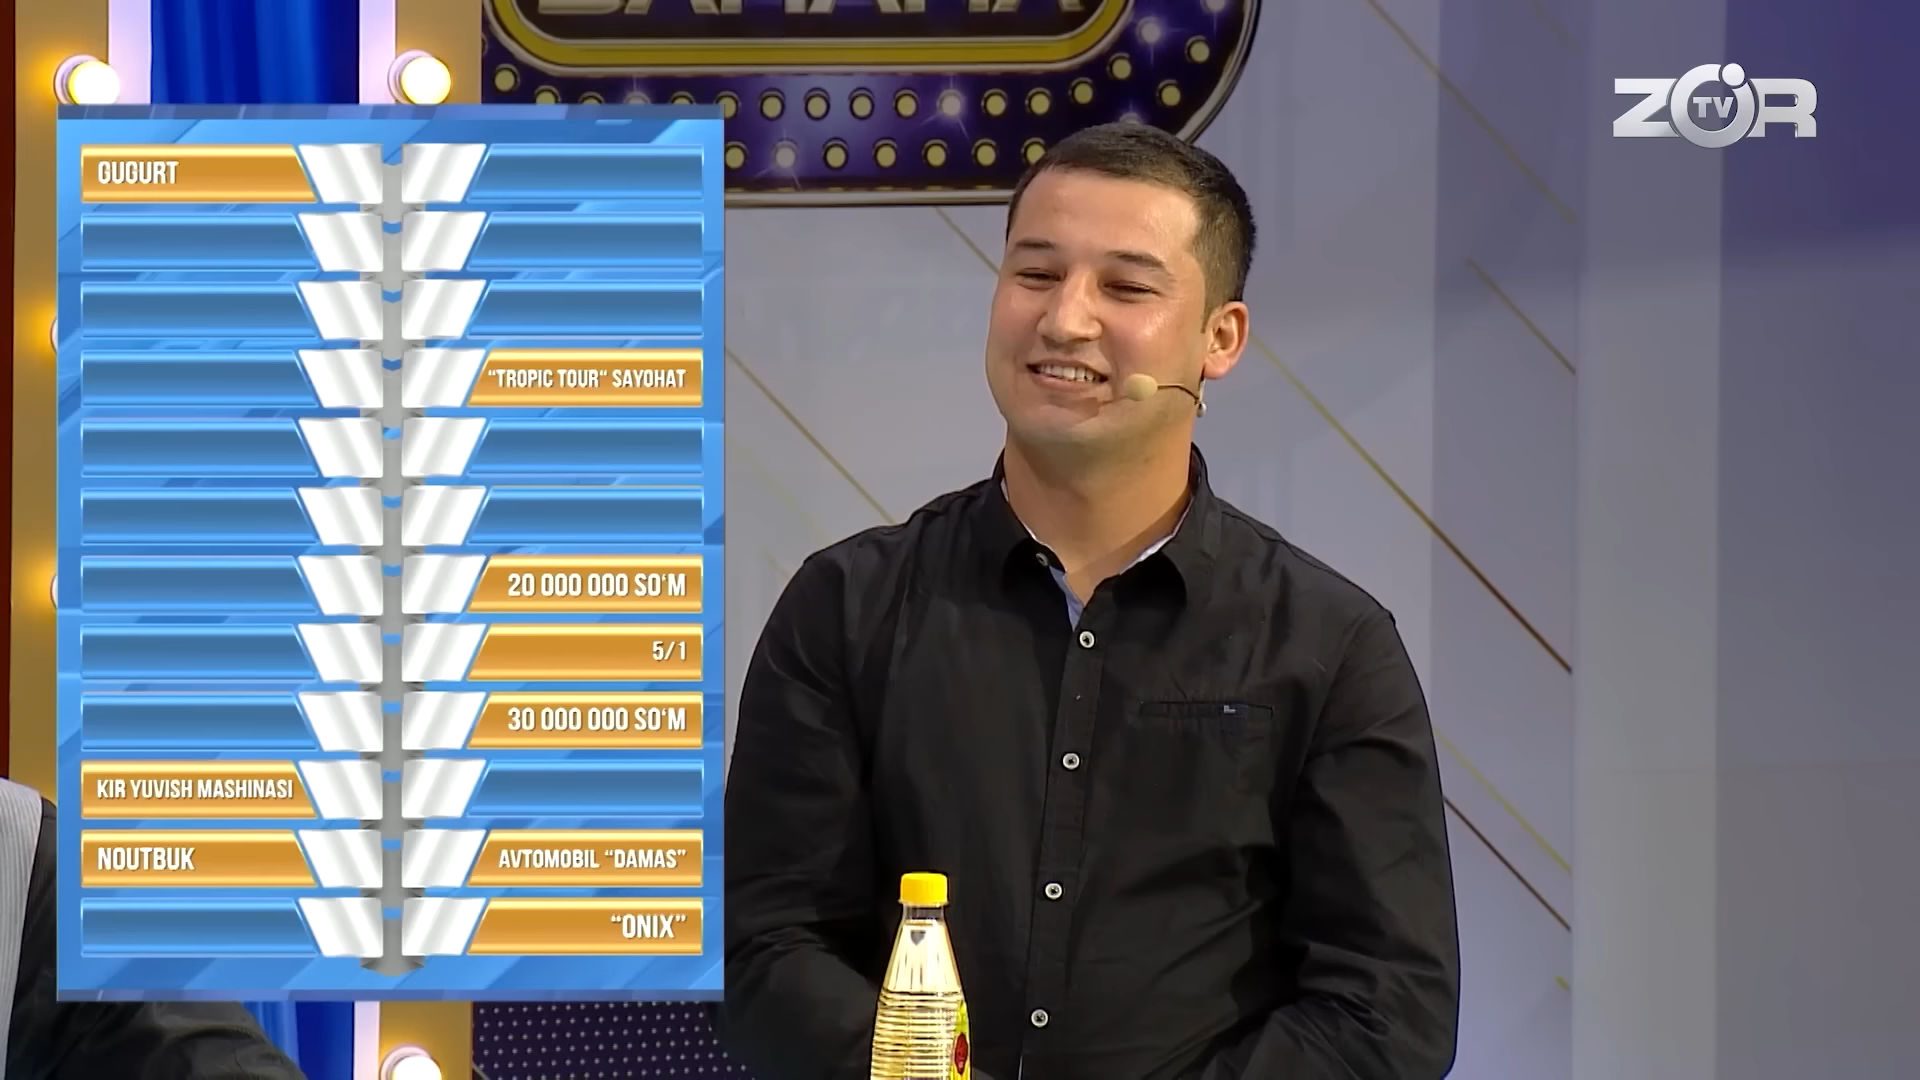 ZOR TV
GUGURT
"TROPIC TOUR" SAYOHAT
20 000 000 SO'M
5/1
30 000 000 SO'M
KIR YUVISH MASHINASI
NOUTBUK
AVTOMOBIL "DAMAS"
"ONIX"